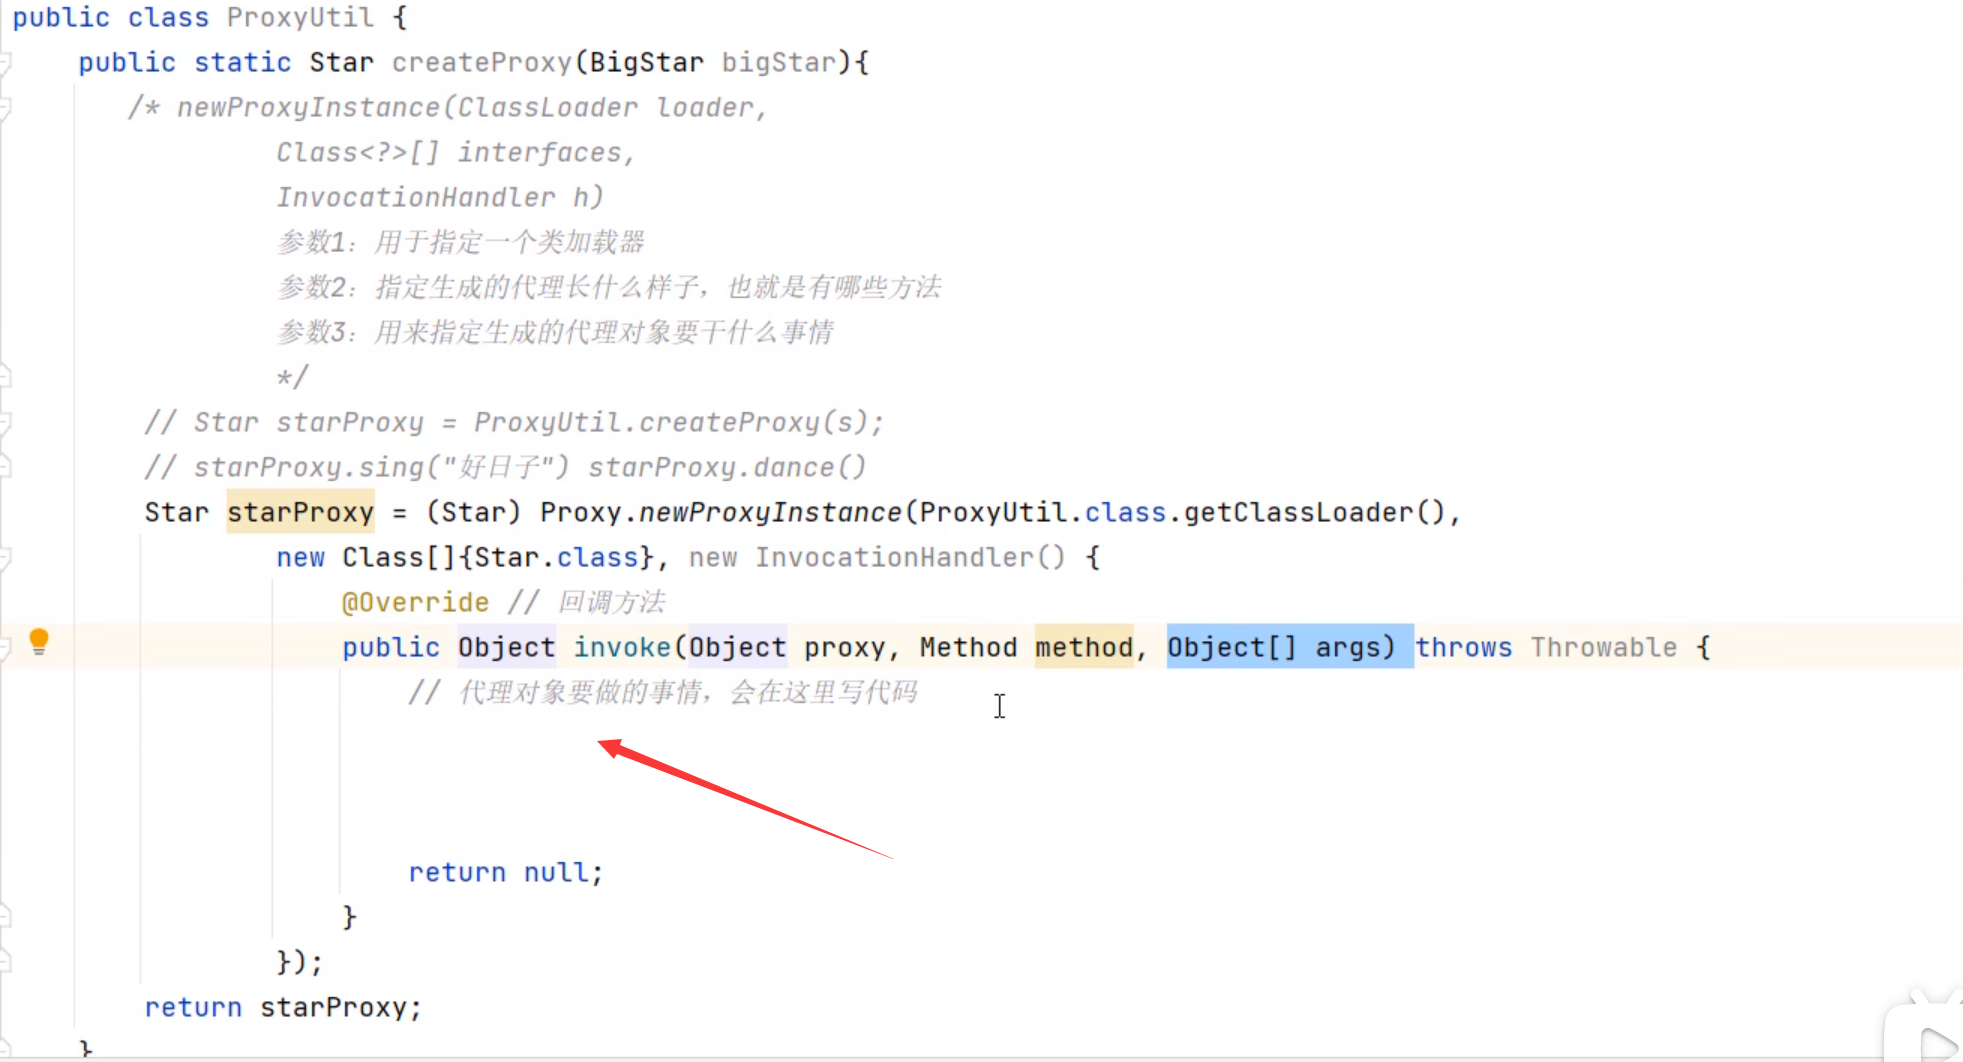 public class ProxyUtil {
public static Star createProxy(BigStar bigStar){
/* newProxyInstance(ClassLoader loader,
Class<?>[] interfaces,
InvocationHandler h)
参数1：用于指定一个类加载器
参数2：指定生成的代理长什么样子，也就是有哪些方法
参数3：用来指定生成的代理对象要干什么事情
*/
// Star starProxy = ProxyUtil.createProxy(s);
// starProxy.sing("好日子") starProxy.dance()
Star starProxy = (Star) Proxy.newProxyInstance(ProxyUtil.class.getClassLoader(),
new Class[]{Star.class}, new InvocationHandler() {
@Override // 回调方法
public Object invoke(Object proxy, Method method, Object[] args) throws Throwable {
// 代理对象要做的事情，会在这里写代码
return null;
}
});
return starProxy;
}